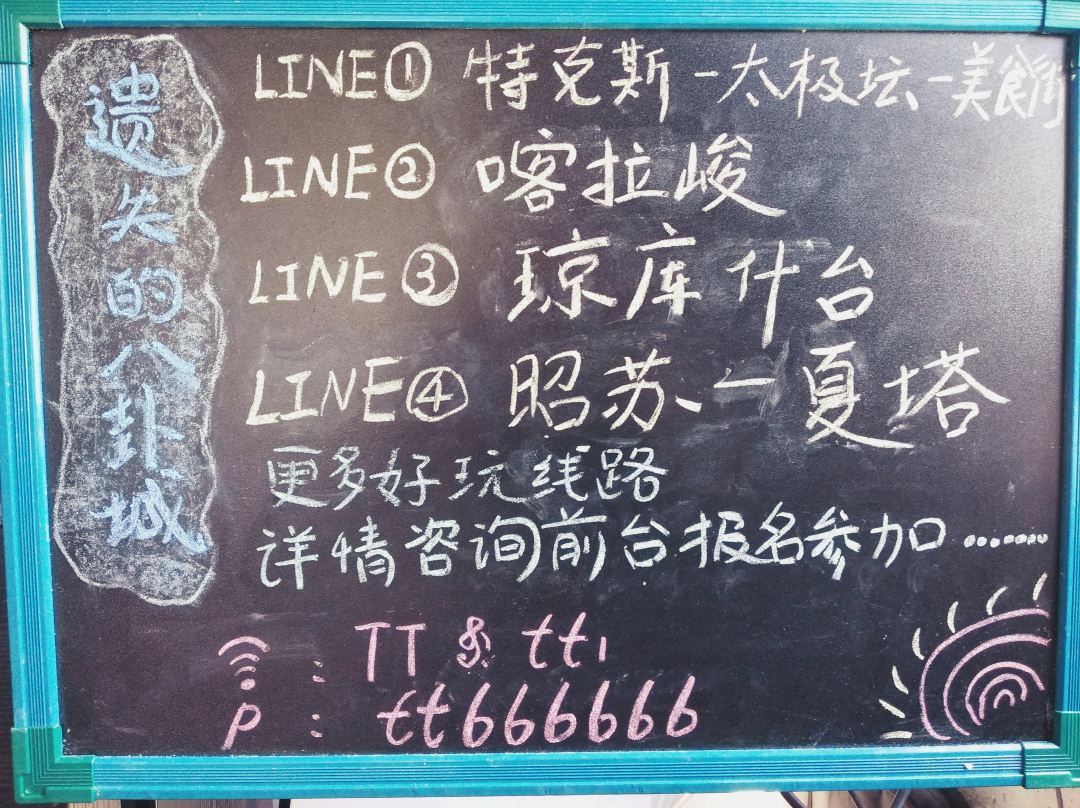 遗失的八卦城
LINE① 特克斯-太极坛-美食街
LINE② 喀拉峻
LINE③ 琼库什台
LINE④ 昭苏-夏塔
更多好玩线路
详情咨询前台报名参加……
: TT & tt1
P: tt666666